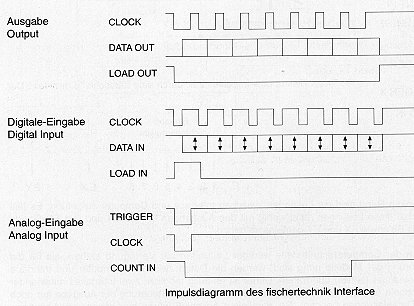 Ausgabe
Output
CLOCK
DATA OUT
LOAD OUT
Digitale-Eingabe
Digital Input
CLOCK
DATA IN
LOAD IN
Analog-Eingabe
Analog Input
TRIGGER
CLOCK
COUNT IN
Impulsdiagramm des fischertechnik Interface